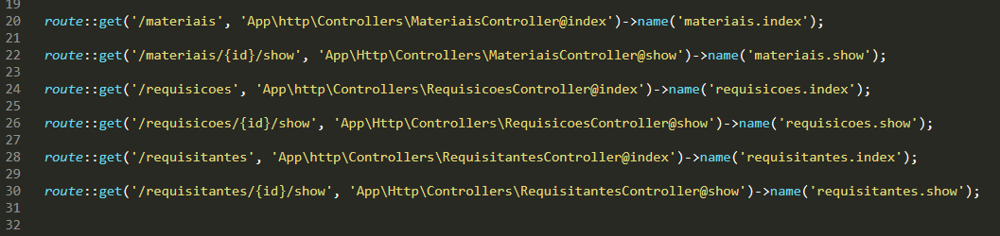 19
20 route::get('/materiais', 'App\http\Controllers\MateriaisController@index')->name('materiais.index');
21
22 route::get('/materiais/{id}/show', 'App\Http\Controllers\MateriaisController@show')->name('materiais.show');
23
24 route::get('/requisicoes', 'App\http\Controllers\RequisicoesController@index')->name('requisicoes.index');
25
26 route::get('/requisicoes/{id}/show', 'App\Http\Controllers\RequisicoesController@show')->name('requisicoes.show');
27
28 route::get('/requisitantes', 'App\http\Controllers\RequisitantesController@index')->name('requisitantes.index');
29
30 route::get('/requisitantes/{id}/show', 'App\Http\Controllers\RequisitantesController@show')->name('requisitantes.show');
31
32